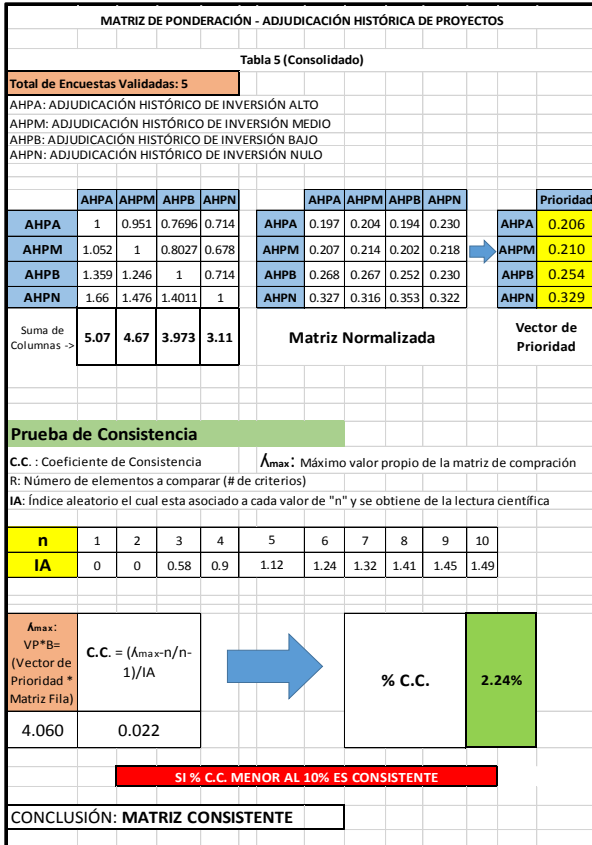 MATRIZ DE PONDERACIÓN - ADJUDICACIÓN HISTÓRICA DE PROYECTOS
Tabla 5 (Consolidado)
Total de Encuestas Validadas: 5
AHPA: ADJUDICACIÓN HISTÓRICO DE INVERSIÓN ALTO
AHPM: ADJUDICACIÓN HISTÓRICO DE INVERSIÓN MEDIO
AHPB: ADJUDICACIÓN HISTÓRICO DE INVERSIÓN BAJO
AHPN: ADJUDICACIÓN HISTÓRICO DE INVERSIÓN NULO
AHPA AHPM AHPB AHPN AHPA AHPM AHPB AHPN Prioridad
AHPA 1 0.951 0.7696 0.714 AHPA 0.197 0.204 0.194 0.230 AHPA 0.206
AHPM 1.052 1 0.8027 0.678 AHPM 0.207 0.214 0.202 0.218 AHPM 0.210
AHPB 1.359 1.246 1 0.714 AHPB 0.268 0.267 0.252 0.230 AHPB 0.254
AHPN 1.66 1.476 1.4011 1 AHPN 0.327 0.316 0.353 0.322 AHPN 0.329
Suma de
Columnas -> 5.07 4.67 3.973 3.11 Matriz Normalizada Vector de
Prioridad
Prueba de Consistencia
C.C. : Coeficiente de Consistencia ʎmax: Máximo valor propio de la matriz de compración
R: Número de elementos a comparar (# de criterios)
IA: Índice aleatorio el cual esta asociado a cada valor de "n" y se obtiene de la lectura científica
n 1 2 3 4 5 6 7 8 9 10
IA 0 0 0.58 0.9 1.12 1.24 1.32 1.41 1.45 1.49
ʎmax:
VP*B=
(Vector de
Prioridad *
Matriz Fila)
C.C. = (ʎmax-n/n-
1)/IA
% C.C. 2.24%
4.060 0.022
SI % C.C. MENOR AL 10% ES CONSISTENTE
CONCLUSIÓN: MATRIZ CONSISTENTE